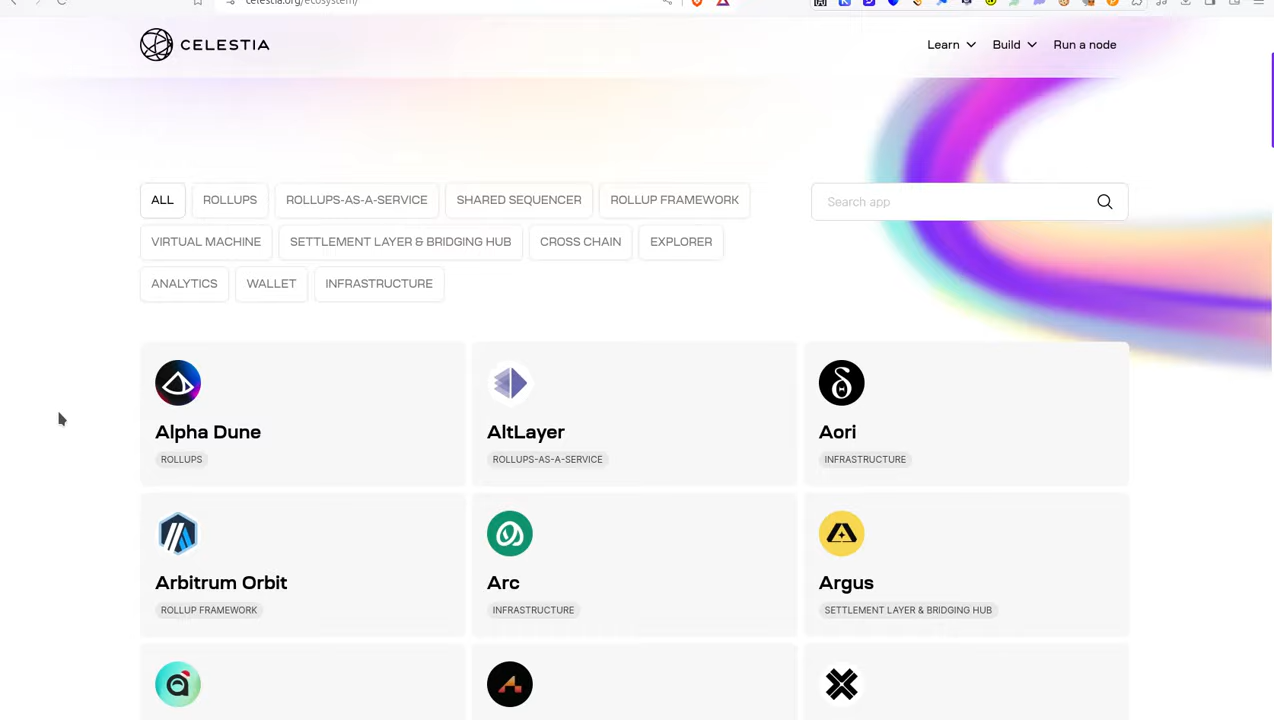 celestia.org/ecosystem/
CELESTIA
Learn Build Run a node
ALL ROLLUPS ROLLUPS-AS-A-SERVICE SHARED SEQUENCER ROLLUP FRAMEWORK
Search app
VIRTUAL MACHINE SETTLEMENT LAYER & BRIDGING HUB CROSS CHAIN EXPLORER
ANALYTICS WALLET INFRASTRUCTURE
Alpha Dune AltLayer Aori
ROLLUPS ROLLUPS-AS-A-SERVICE INFRASTRUCTURE
Arbitrum Orbit Arc Argus
ROLLUP FRAMEWORK INFRASTRUCTURE SETTLEMENT LAYER & BRIDGING HUB